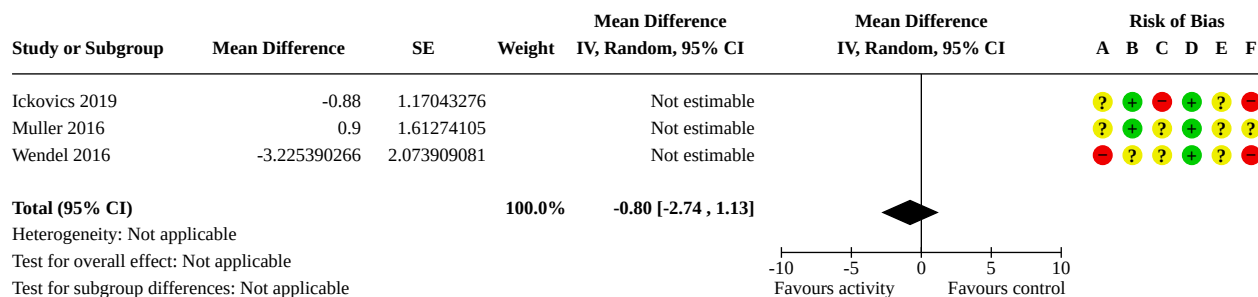 Mean Difference Mean Difference Risk of Bias
Study or Subgroup Mean Difference SE Weight IV, Random, 95% CI IV, Random, 95% CI A B C D E F
Ickovics 2019 -0.88 1.17043276 Not estimable ? + − + ? −
Muller 2016 0.9 1.61274105 Not estimable ? + ? + ? ?
Wendel 2016 -3.225390266 2.073909081 Not estimable − ? ? + ? −
Total (95% CI) 100.0% -0.80 [-2.74 , 1.13]
Heterogeneity: Not applicable
Test for overall effect: Not applicable
-10 -5 0 5 10
Test for subgroup differences: Not applicable Favours activity Favours control